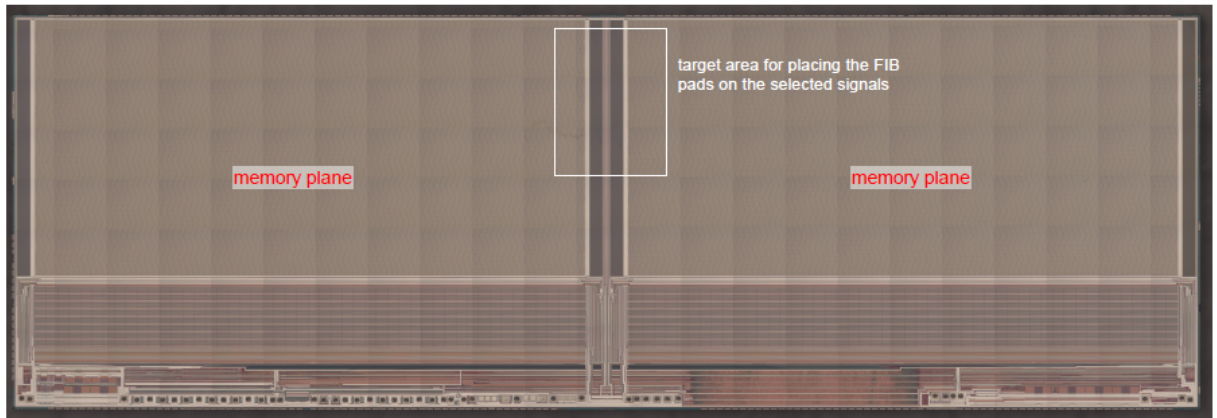 target area for placing the FIB
pads on the selected signals
memory plane
memory plane